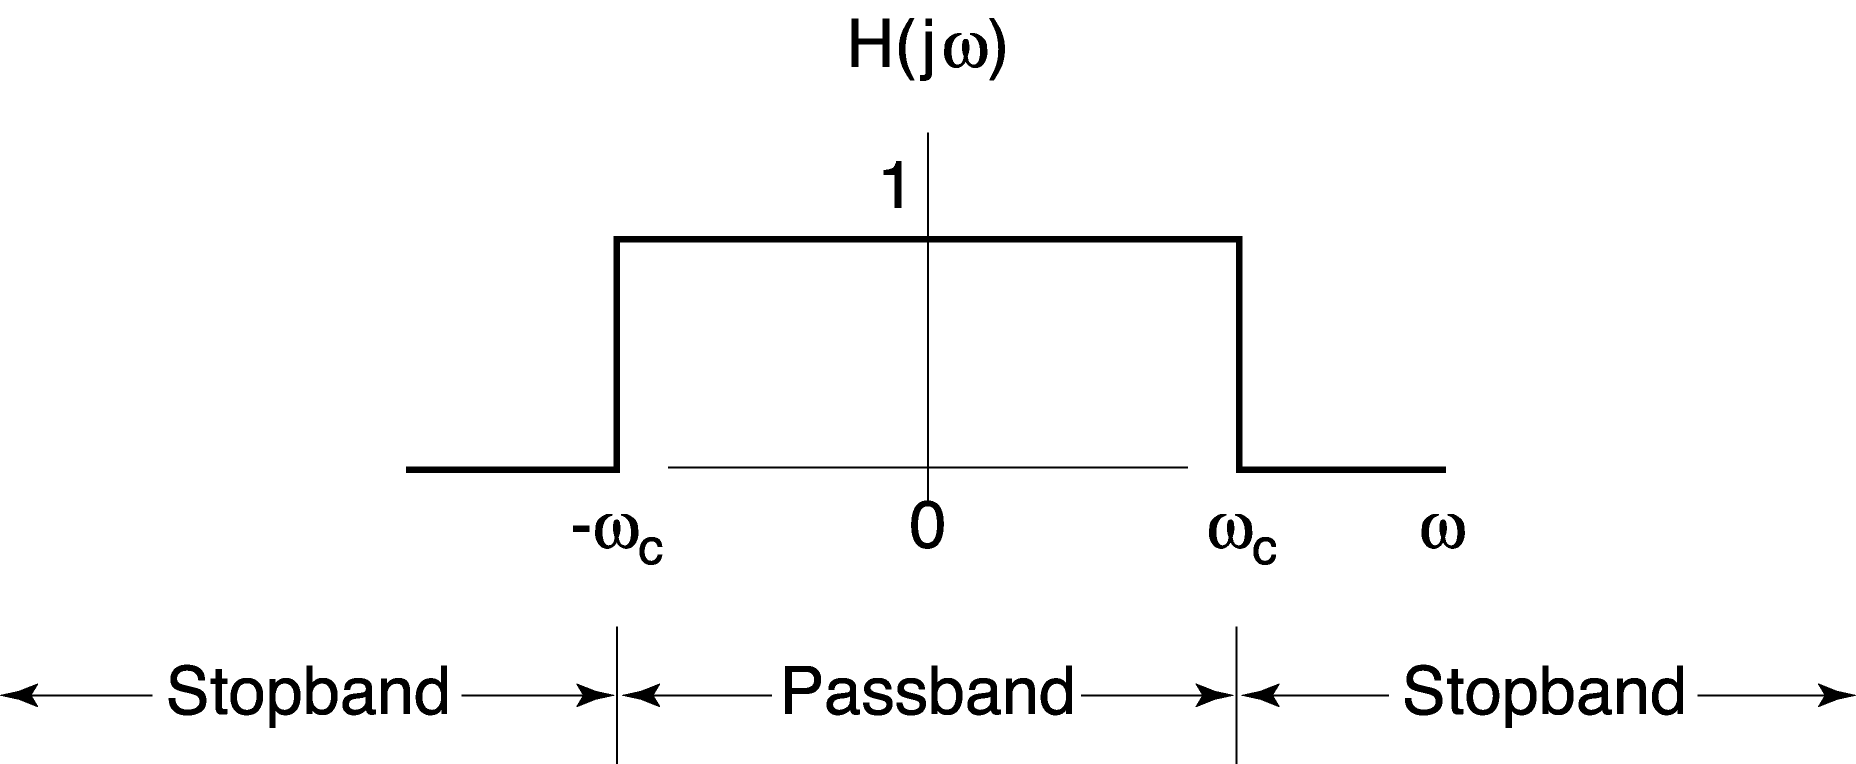 H(jω)
1
-ωc 0 ωc ω
Stopband Passband Stopband